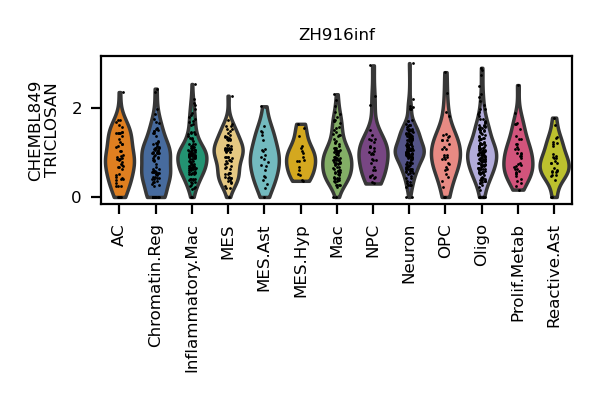 ZH916inf
CHEMBL849
TRICLOSAN
2
0
AC
Chromatin.Reg
Inflammatory.Mac
MES
MES.Ast
MES.Hyp
Mac
NPC
Neuron
OPC
Oligo
Prolif.Metab
Reactive.Ast